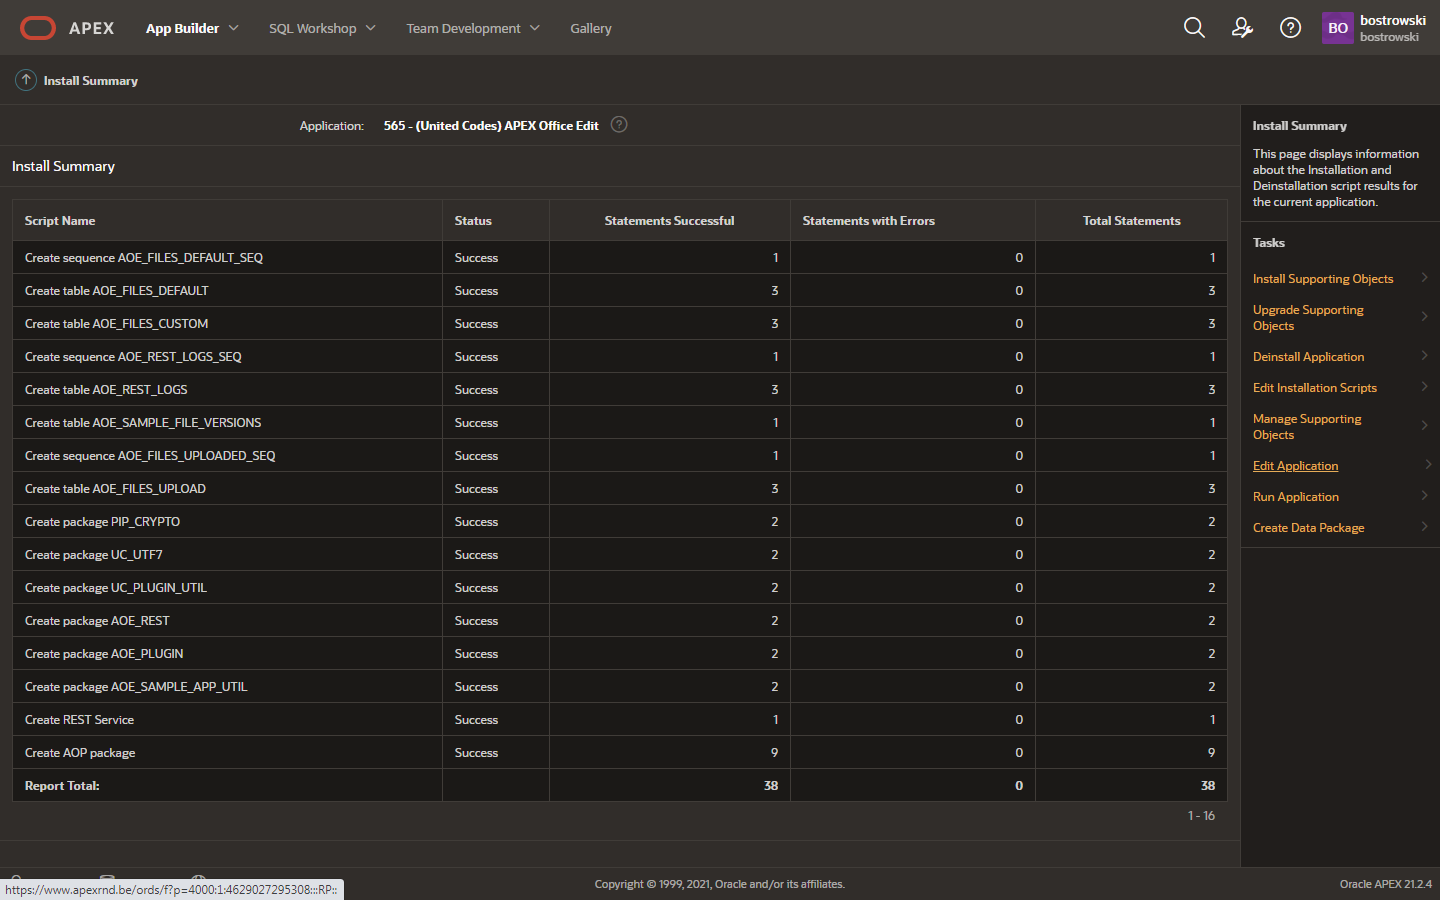 APEX App Builder SQL Workshop Team Development Gallery BO bostrowski
bostrowski
Install Summary
Application: 565 - (United Codes) APEX Office Edit ?
Install Summary
Script Name Status Statements Successful Statements with Errors Total Statements
Create sequence AOE_FILES_DEFAULT_SEQ Success 1 0 1
Create table AOE_FILES_DEFAULT Success 3 0 3
Create table AOE_FILES_CUSTOM Success 3 0 3
Create sequence AOE_REST_LOGS_SEQ Success 1 0 1
Create table AOE_REST_LOGS Success 3 0 3
Create table AOE_SAMPLE_FILE_VERSIONS Success 1 0 1
Create sequence AOE_FILES_UPLOADED_SEQ Success 1 0 1
Create table AOE_FILES_UPLOAD Success 3 0 3
Create package PIP_CRYPTO Success 2 0 2
Create package UC_UTF7 Success 2 0 2
Create package UC_PLUGIN_UTIL Success 2 0 2
Create package AOE_REST Success 2 0 2
Create package AOE_PLUGIN Success 2 0 2
Create package AOE_SAMPLE_APP_UTIL Success 2 0 2
Create REST Service Success 1 0 1
Create AOP package Success 9 0 9
Report Total: 38 0 38
1 - 16
Install Summary
This page displays information
about the Installation and
Deinstallation script results for
the current application.
Tasks
Install Supporting Objects
Upgrade Supporting
Objects
Deinstall Application
Edit Installation Scripts
Manage Supporting
Objects
Edit Application
Run Application
Create Data Package
https://www.apexrnd.be/ords/f?p=4000:1:4629027295308:::RP::
Copyright © 1999, 2021, Oracle and/or its affiliates.
Oracle APEX 21.2.4